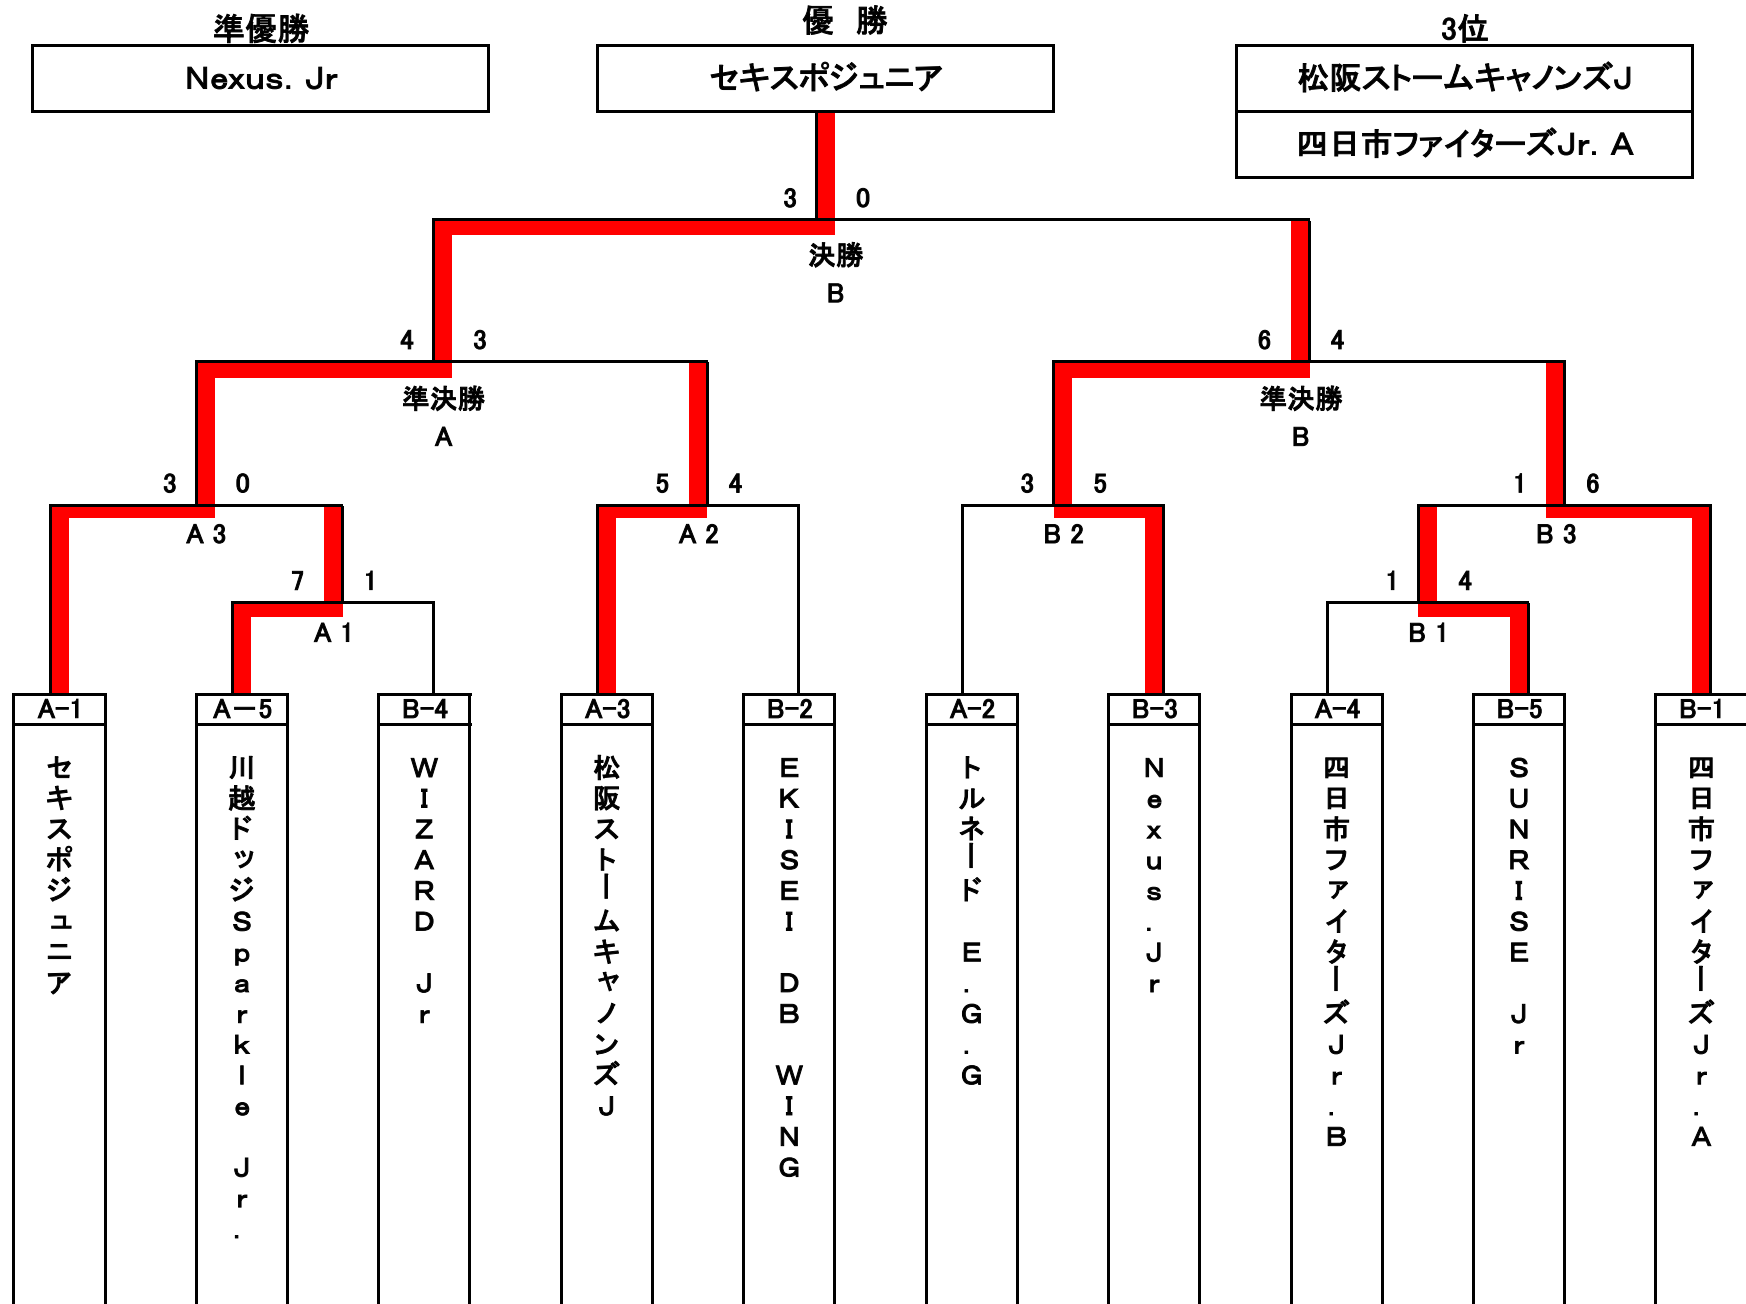 準優勝
優 勝
3位
Nexus. Jr
セキスポジュニア
松阪ストームキャノンズJ
四日市ファイターズJr. A
3 0
決勝
B
4 3
6 4
準決勝
A
準決勝
B
3 0
5 4
3 5
1 6
A 3
A 2
B 2
B 3
7 1
1 4
A 1
B 1
A-1
A-5
B-4
A-3
B-2
A-2
B-3
A-4
B-5
B-1
セキスポジュニア
川越ドッジSparkle Jr.
WIZARD Jr
松阪ストームキャノンズJ
EKISEI DB WING
トルネード E.G.G
Nexus.Jr
四日市ファイターズJr.B
SUNRISE Jr
四日市ファイターズJr.A